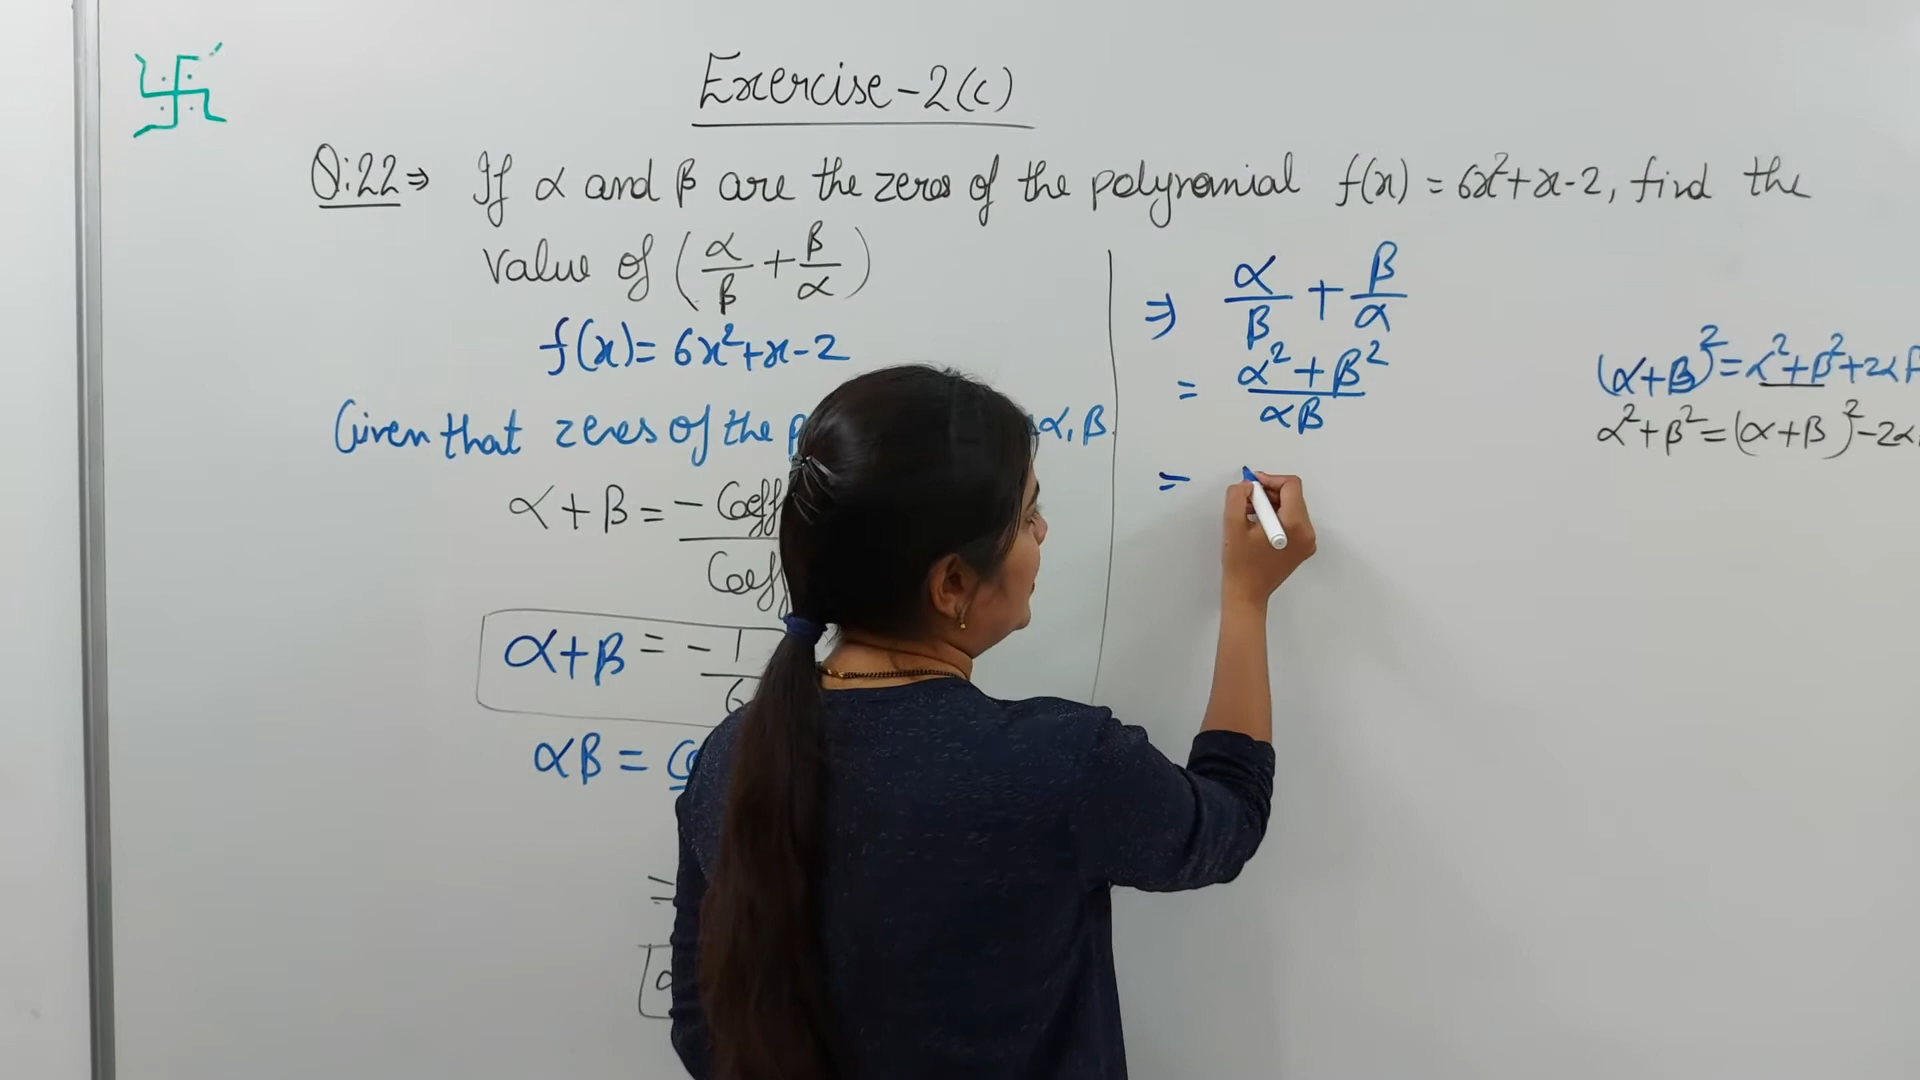 Exercise-2(c)
Q:22⇒ If α and β are the zeros of the polynomial f(x) = 6x²+x-2, find the
value of (α/β + β/α)
f(x)= 6x²+x-2
Given that zeros of the α, β
α+β = - Coeff
Coeff
α+β = -1/6
αβ =
=
⇒ α/β + β/α
= α²+β²/αβ
=
(α+β)²=α²+β²+2αβ
α²+β²=(α+β)²-2α